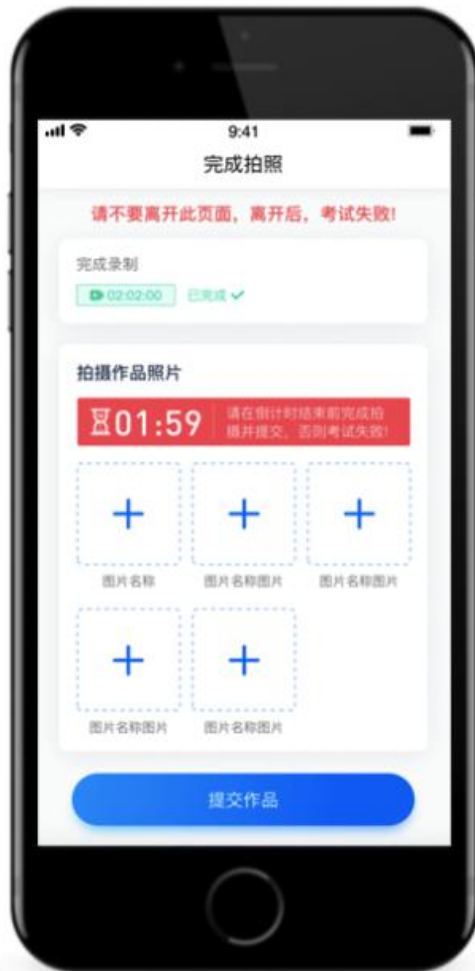 9:41
完成拍照
请不要离开此页面，离开后，考试失败!
完成录制
02:02:00 已完成
拍摄作品照片
01:59
请在倒计时结束前完成拍
摄并提交，否则考试失败!
图片名称 图片名称图片 图片名称图片
图片名称图片 图片名称图片
提交作品